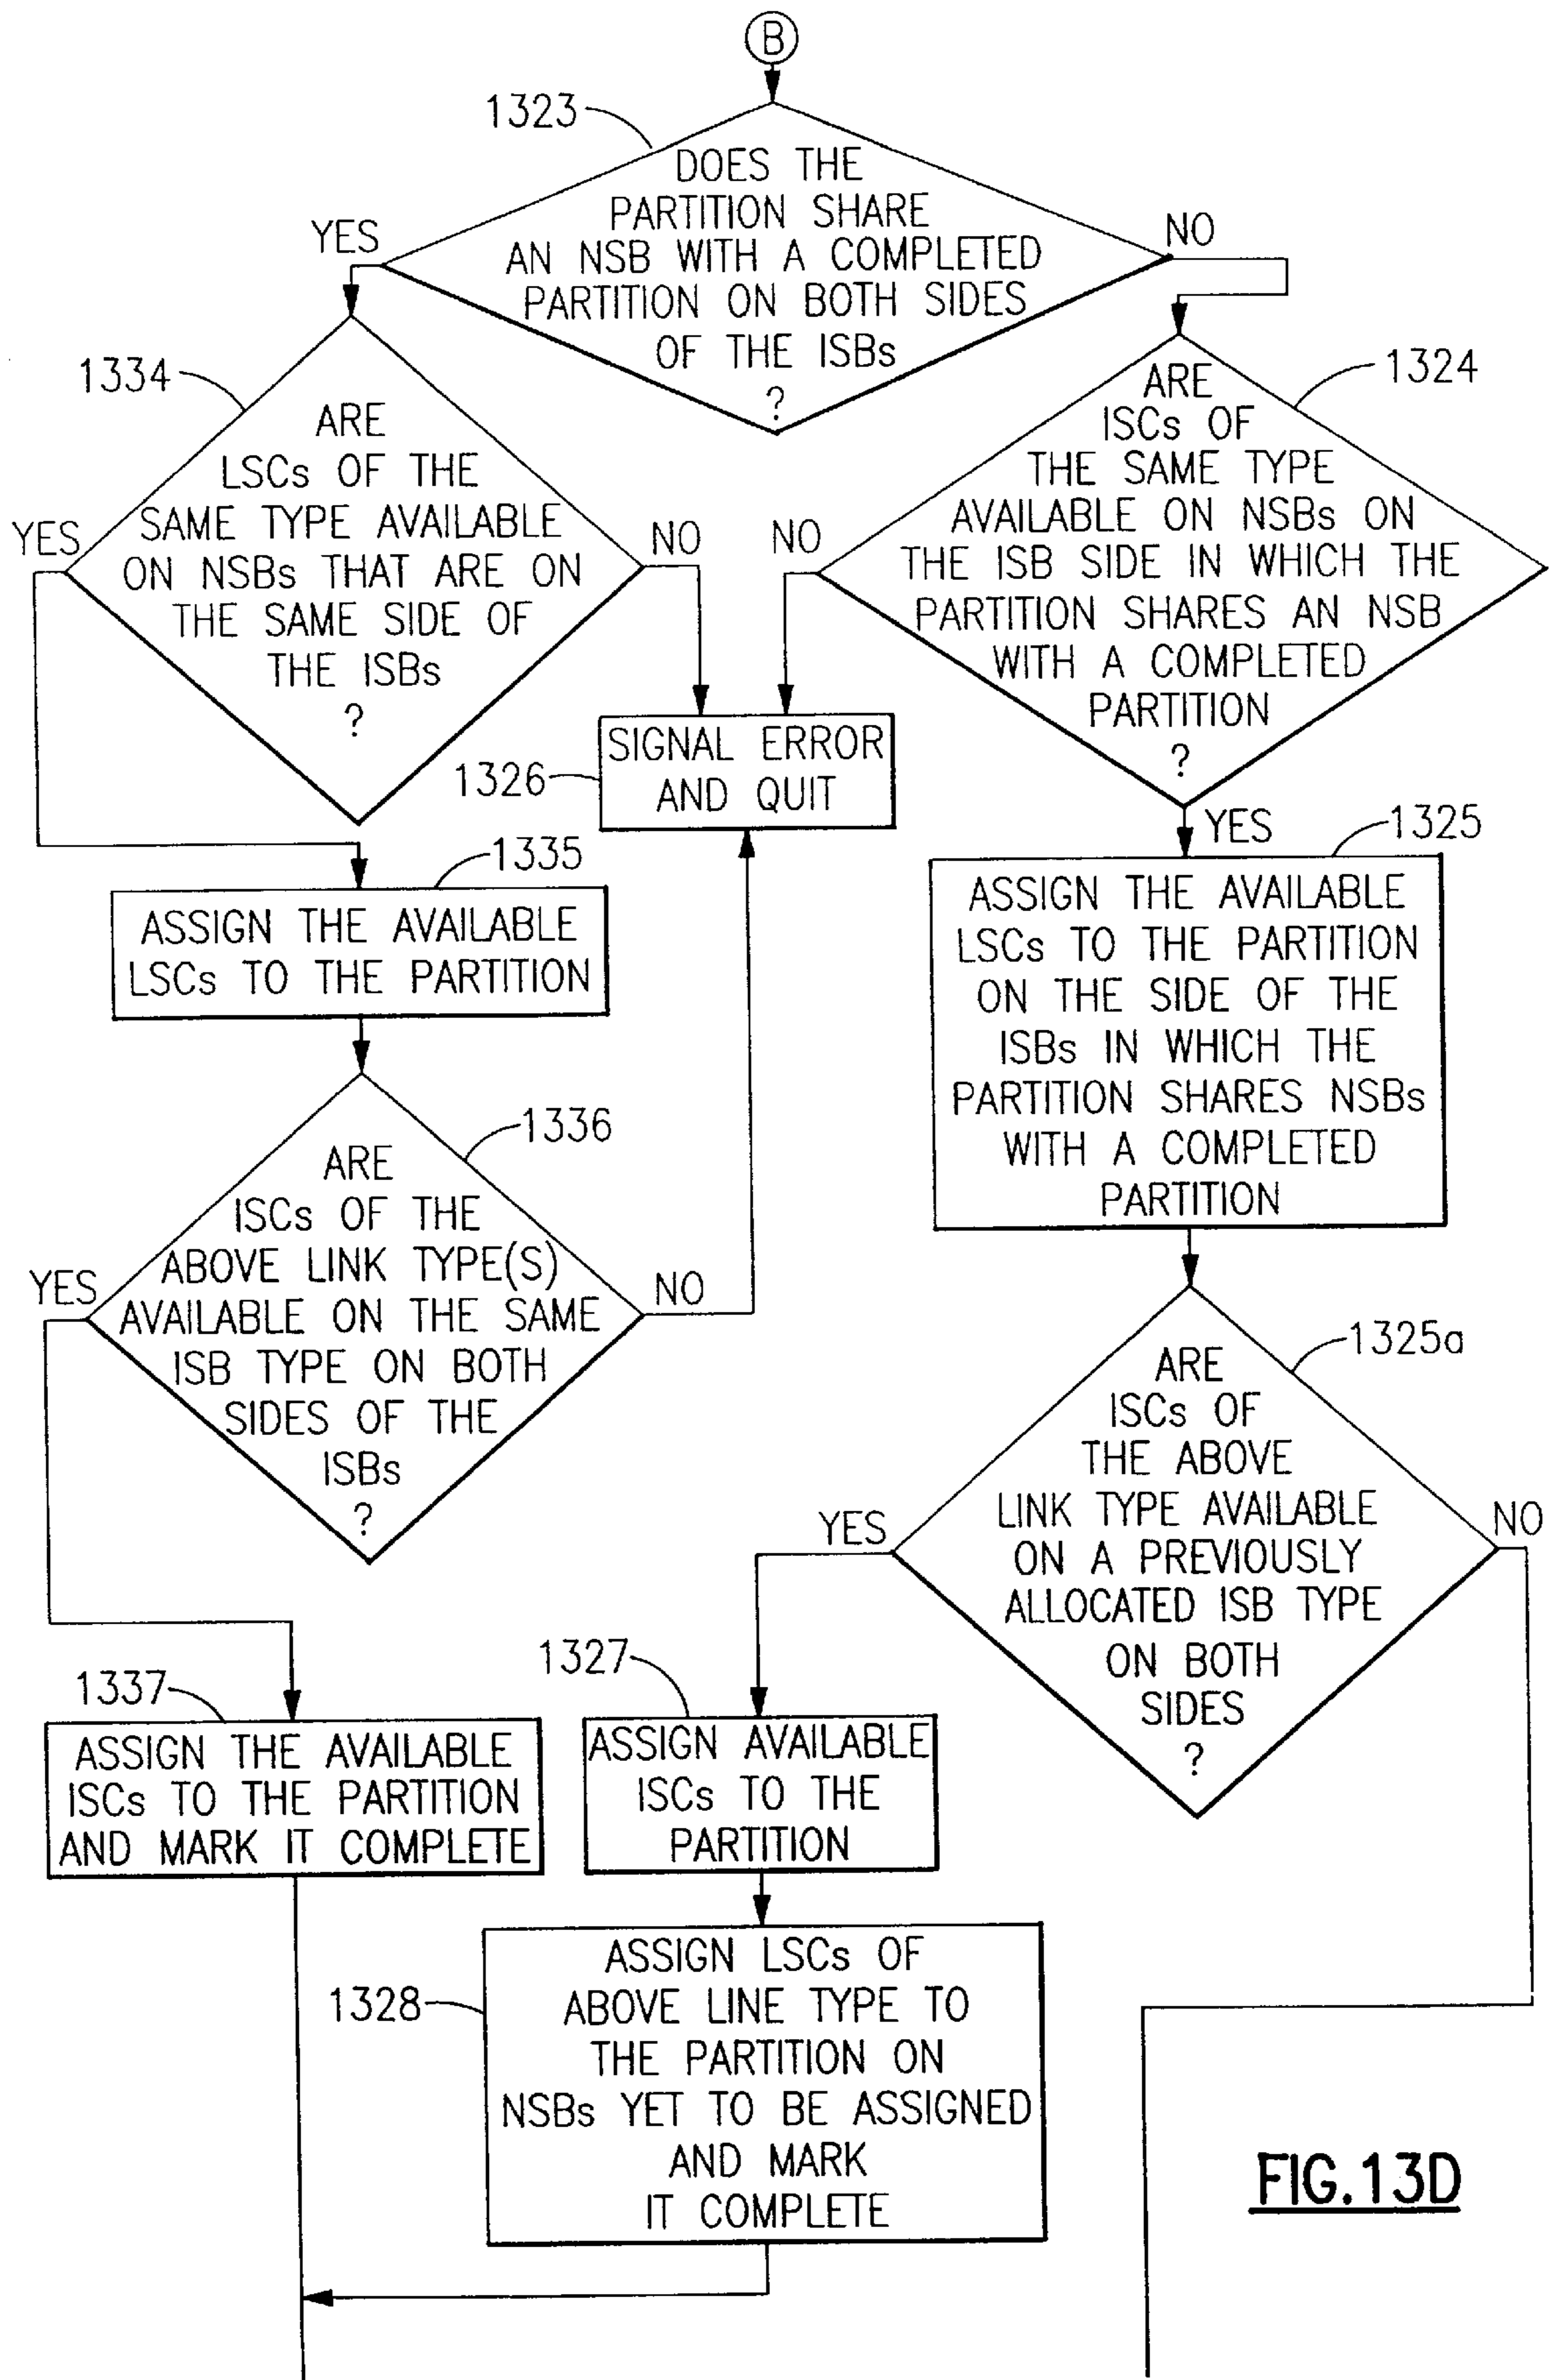 B
1323
DOES THE
PARTITION SHARE
AN NSB WITH A COMPLETED
PARTITION ON BOTH SIDES
OF THE ISBs
?
YES
NO
1334
ARE
LSCs OF THE
SAME TYPE AVAILABLE
ON NSBs THAT ARE ON
THE SAME SIDE OF
THE ISBs
?
YES
NO
1324
ARE
ISCs OF
THE SAME TYPE
AVAILABLE ON NSBs ON
THE ISB SIDE IN WHICH THE
PARTITION SHARES AN NSB
WITH A COMPLETED
PARTITION
?
NO
YES
1326
SIGNAL ERROR
AND QUIT
1335
ASSIGN THE AVAILABLE
LSCs TO THE PARTITION
1325
ASSIGN THE AVAILABLE
LSCs TO THE PARTITION
ON THE SIDE OF THE
ISBs IN WHICH THE
PARTITION SHARES NSBs
WITH A COMPLETED
PARTITION
1336
ARE
ISCs OF THE
ABOVE LINK TYPE(S)
AVAILABLE ON THE SAME
ISB TYPE ON BOTH
SIDES OF THE
ISBs
?
YES
NO
1325a
ARE
ISCs OF
THE ABOVE
LINK TYPE AVAILABLE
ON A PREVIOUSLY
ALLOCATED ISB TYPE
ON BOTH
SIDES
?
YES
NO
1337
ASSIGN THE AVAILABLE
ISCs TO THE PARTITION
AND MARK IT COMPLETE
1327
ASSIGN AVAILABLE
ISCs TO THE
PARTITION
1328
ASSIGN LSCs OF
ABOVE LINE TYPE TO
THE PARTITION ON
NSBs YET TO BE ASSIGNED
AND MARK
IT COMPLETE
FIG.13D